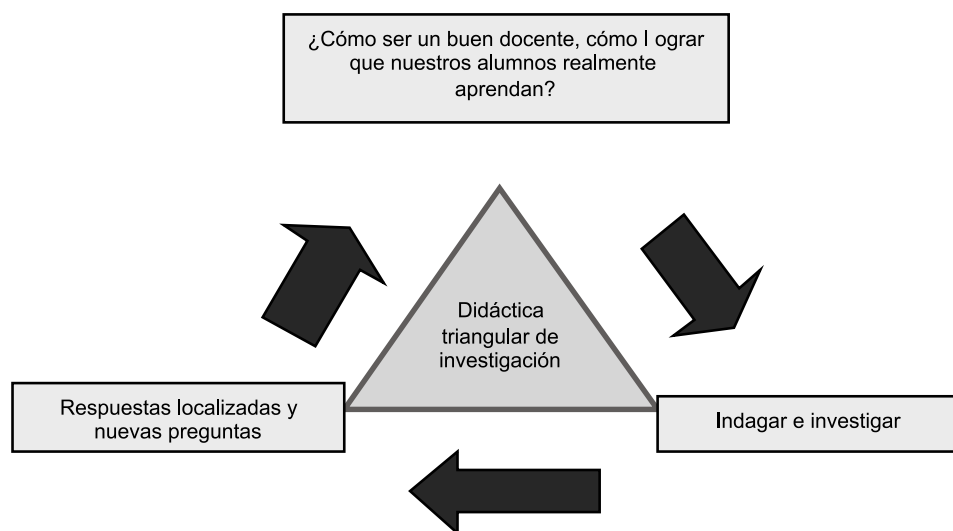 ¿Cómo ser un buen docente, cómo l ograr
que nuestros alumnos realmente
aprendan?
Didáctica
triangular de
investigación
Respuestas localizadas y
nuevas preguntas
Indagar e investigar